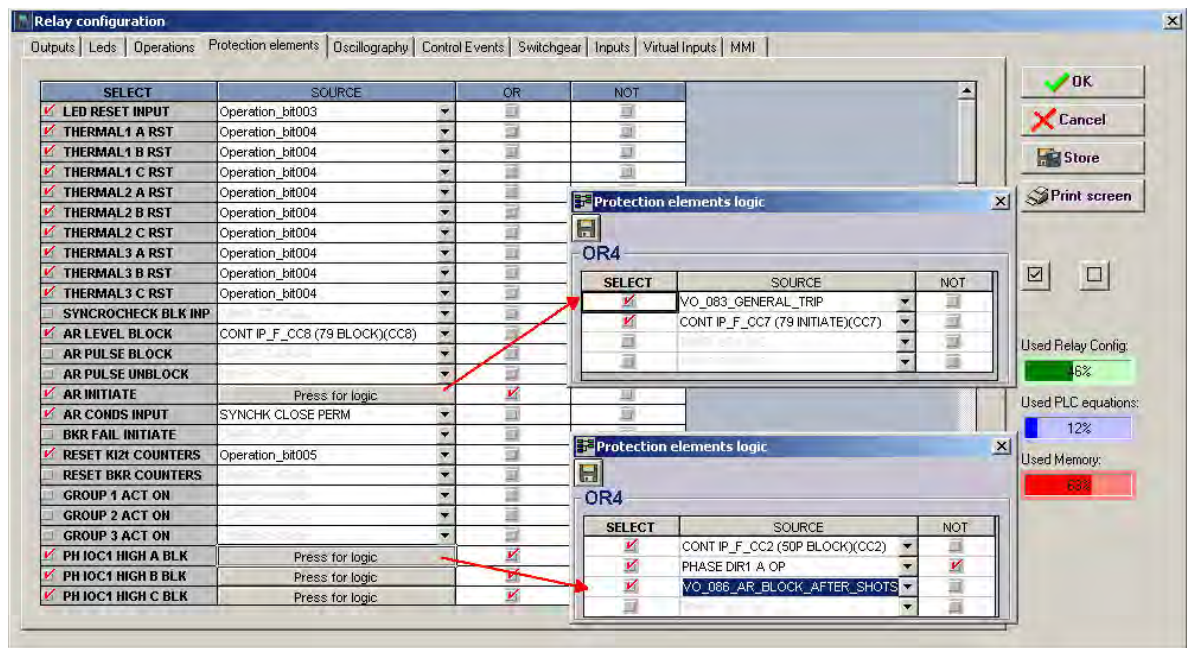 Relay configuration
Outputs Leds Operations Protection elements Oscillography Control Events Switchgear Inputs Virtual Inputs MMI
SELECT SOURCE OR NOT
LED RESET INPUT Operation_bit003
THERMAL1 A RST Operation_bit004
THERMAL1 B RST Operation_bit004
THERMAL1 C RST Operation_bit004
THERMAL2 A RST Operation_bit004
THERMAL2 B RST Operation_bit004
THERMAL2 C RST Operation_bit004
THERMAL3 A RST Operation_bit004
THERMAL3 B RST Operation_bit004
THERMAL3 C RST Operation_bit004
SYNCROCHECK BLK INP
AR LEVEL BLOCK CONT IP_F_CC8 (79 BLOCK)(CC8)
AR PULSE BLOCK
AR PULSE UNBLOCK
AR INITIATE Press for logic
AR CONDS INPUT SYNCHK CLOSE PERM
BKR FAIL INITIATE
RESET KI2t COUNTERS Operation_bit005
RESET BKR COUNTERS
GROUP 1 ACT ON
GROUP 2 ACT ON
GROUP 3 ACT ON
PH IOC1 HIGH A BLK Press for logic
PH IOC1 HIGH B BLK Press for logic
PH IOC1 HIGH C BLK Press for logic
Protection elements logic
OR4
SELECT SOURCE NOT
VO_083_GENERAL_TRIP
CONT IP_F_CC7 (79 INITIATE)(CC7)
Protection elements logic
OR4
SELECT SOURCE NOT
CONT IP_F_CC2 (50P BLOCK)(CC2)
PHASE DIR1 A OP
VO_086_AR_BLOCK_AFTER_SHOTS
OK
Cancel
Store
Print screen
Used Relay Config:
46%
Used PLC equations:
12%
Used Memory: